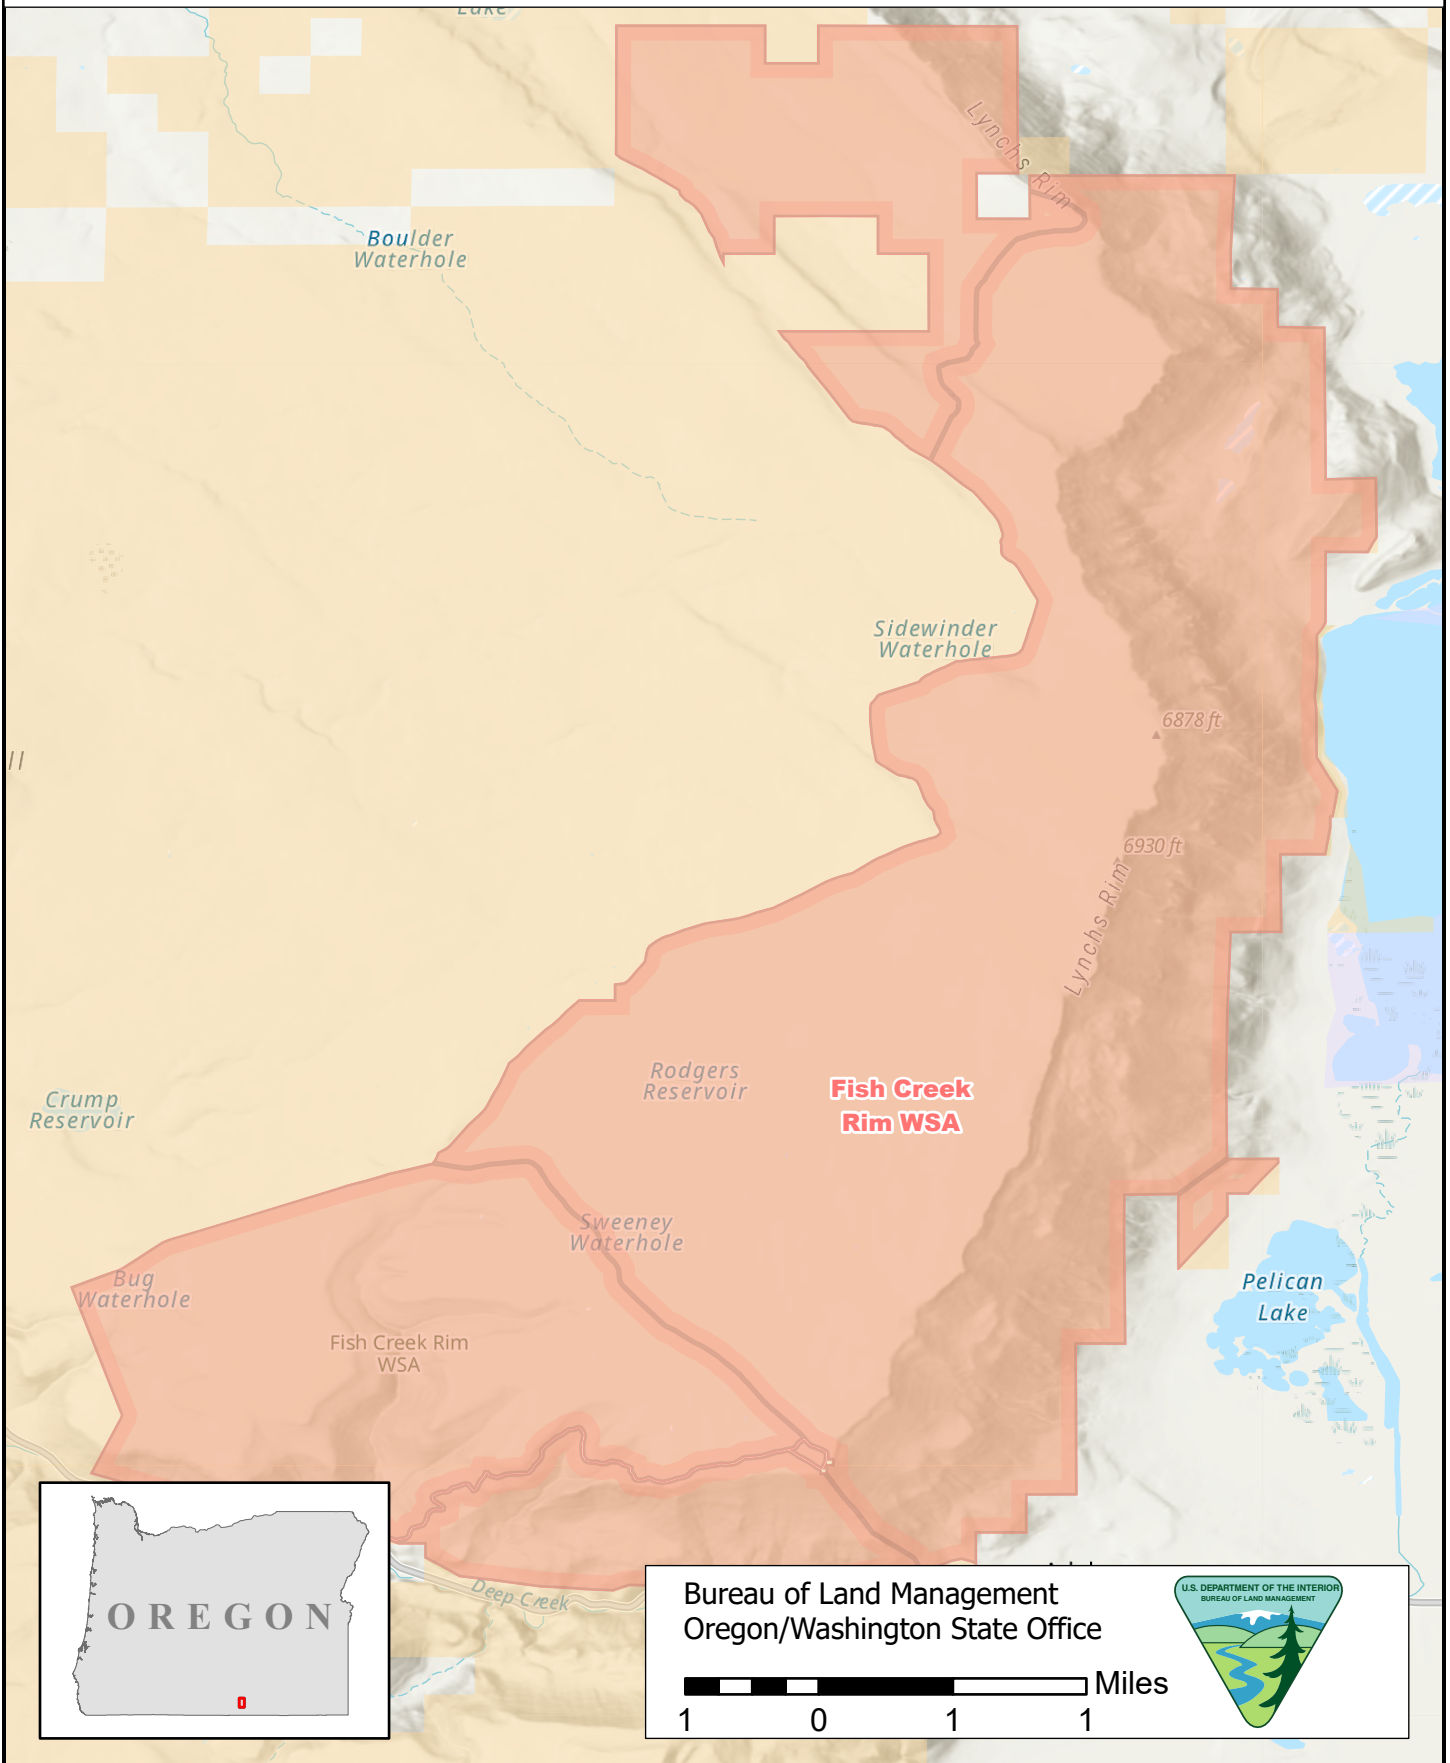 Lake
Lynchs Rim
Boulder
Waterhole
Sidewinder
Waterhole
6878 ft
ll
6930 ft
Lynchs Rim
Rodgers
Reservoir
Fish Creek
Rim WSA
Crump
Reservoir
Sweeney
Waterhole
Bug
Waterhole
Pelican
Lake
Fish Creek Rim
WSA
Deep Creek
OREGON
Bureau of Land Management
Oregon/Washington State Office
Miles
1 0 1 1
U.S. DEPARTMENT OF THE INTERIOR
BUREAU OF LAND MANAGEMENT